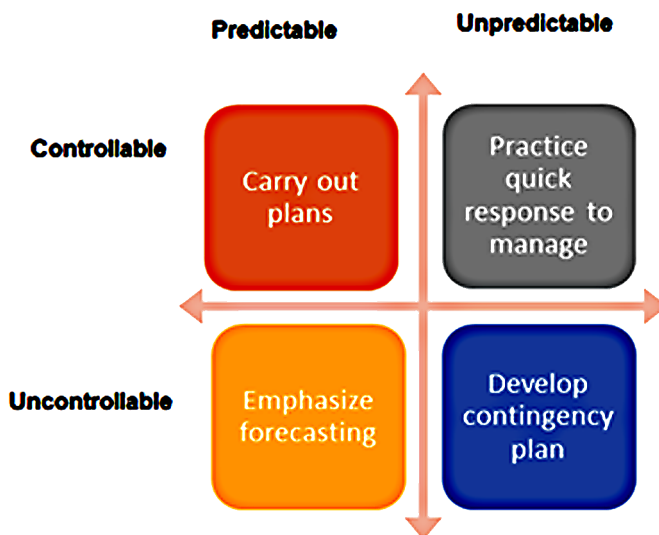 Predictable
Unpredictable
Controllable
Carry out
plans
Practice
quick
response to
manage
Uncontrollable
Emphasize
forecasting
Develop
contingency
plan